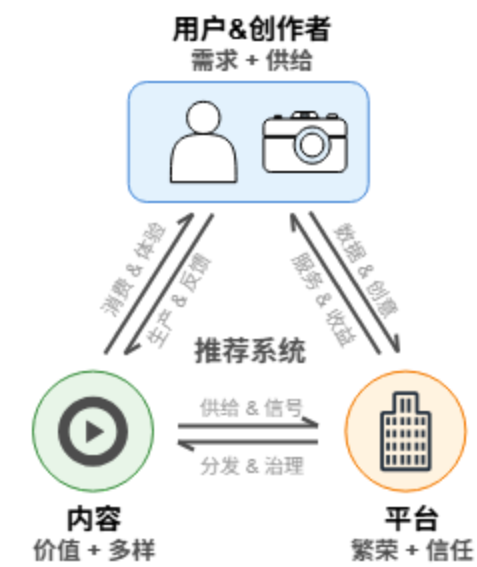 用户&创作者
需求 + 供给
消费 & 体验
生产 & 反馈
服务 & 收益
数据 & 创意
推荐系统
供给 & 信号
分发 & 治理
内容
价值 + 多样
平台
繁荣 + 信任